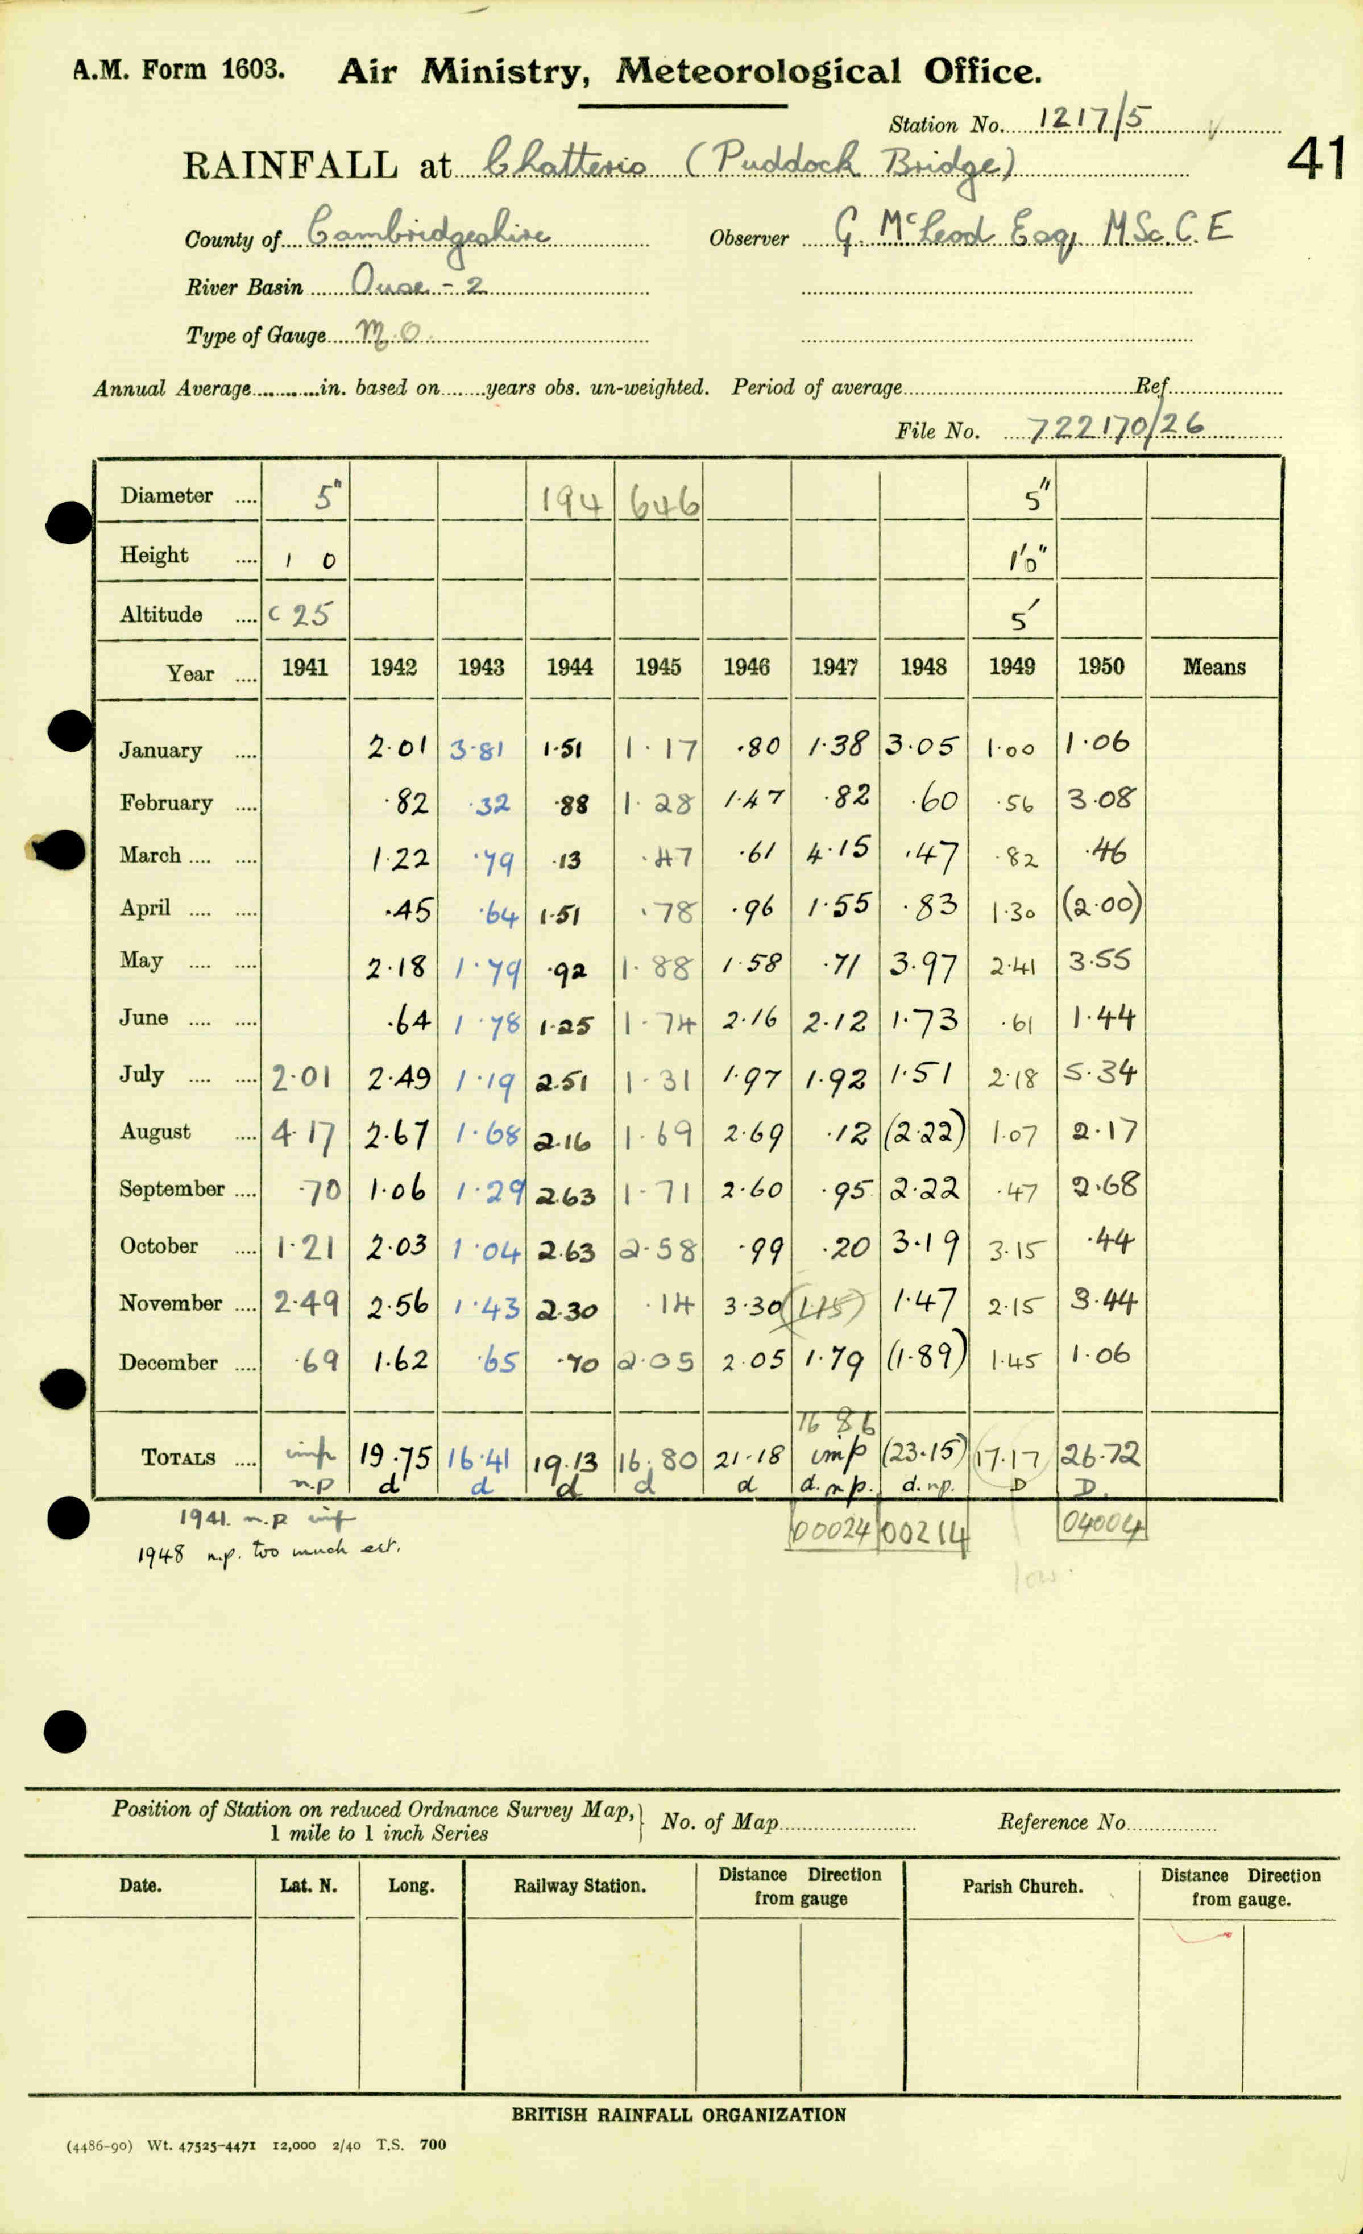 A.M. Form 1603. Air Ministry, Meteorological Office.
Station No. 1217/5
RAINFALL at Chatteris (Puddock Bridge)
41
County of Cambridgeshire Observer G. McLeod Esq, M.Sc.C.E
River Basin Ouse - 2
Type of Gauge M.O.
Annual Average in. based on years obs. un-weighted. Period of average Ref
File No. 722170/26
Diameter 5" 194 646 5"
Height 1 0 1'0"
Altitude c 25 5'
Year 1941 1942 1943 1944 1945 1946 1947 1948 1949 1950 Means
January 2.01 3.81 1.51 1.17 .80 1.38 3.05 1.00 1.06
February .82 .32 .88 1.28 1.47 .82 .60 .56 3.08
March .... 1.22 .79 .13 .47 .61 4.15 .47 .82 .46
April .... .45 .64 1.51 .78 .96 1.55 .83 1.30 (2.00)
May .... 2.18 1.79 .92 1.88 1.58 .71 3.97 2.41 3.55
June .... .64 1.78 1.25 1.74 2.16 2.12 1.73 .61 1.44
July .... 2.01 2.49 1.19 2.51 1.31 1.97 1.92 1.51 2.18 5.34
August 4.17 2.67 1.68 2.16 1.69 2.69 .12 (2.22) 1.07 2.17
September .70 1.06 1.29 2.63 1.71 2.60 .95 2.22 .47 2.68
October 1.21 2.03 1.04 2.63 2.58 .99 .20 3.19 3.15 .44
November 2.49 2.56 1.43 2.30 .14 3.30 (1.15) 1.47 2.15 3.44
December .69 1.62 .65 .70 2.05 2.05 1.79 (1.89) 1.45 1.06
16 86
TOTALS imp 19.75 16.41 19.13 16.80 21.18 imp (23.15) 17.17 26.72
n.p d d d d d d. n p. d. n.p. D D.
1941. n.p imp 00024 00214 04004
1948 n.p. too much est.
low.
Position of Station on reduced Ordnance Survey Map, 1 mile to 1 inch Series No. of Map Reference No.
Date. Lat. N. Long. Railway Station. Distance Direction from gauge Parish Church. Distance Direction from gauge.
BRITISH RAINFALL ORGANIZATION
(4486-90) Wt. 47525-4471 12,000 2/40 T.S. 700